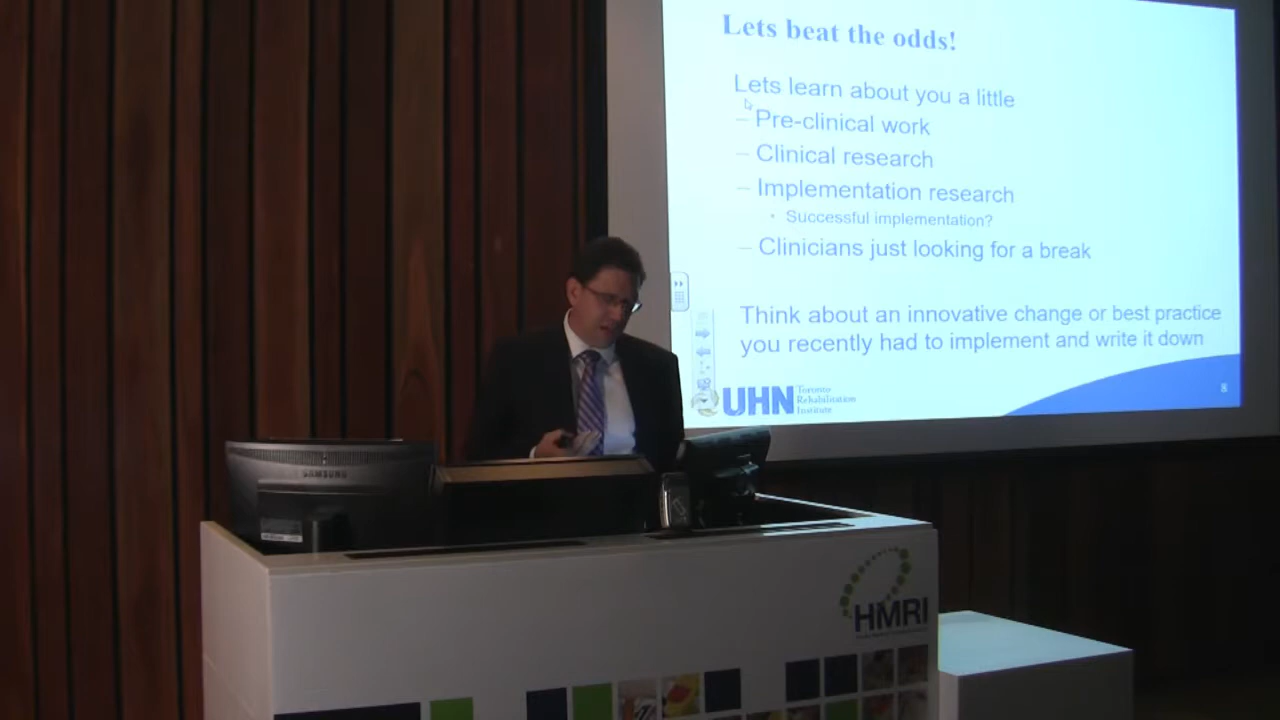 Lets beat the odds!
Lets learn about you a little
– Pre-clinical work
– Clinical research
– Implementation research
• Successful implementation?
– Clinicians just looking for a break
Think about an innovative change or best practice
you recently had to implement and write it down
UHN
Toronto
Rehabilitation
Institute
8
SAMSUNG
HMRI